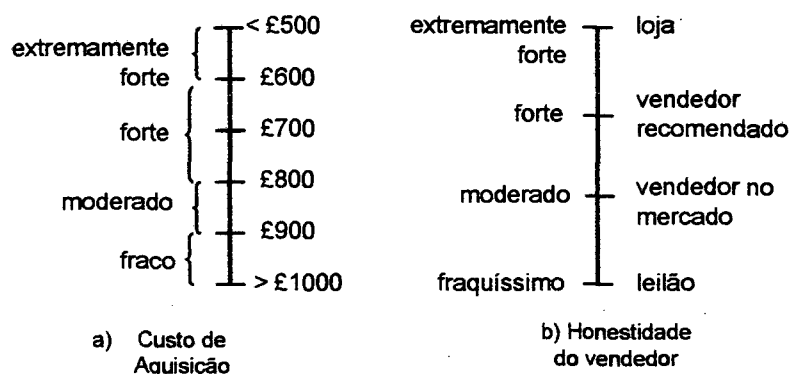 extremamente
forte
forte
moderado
fraco
< £500
£600
£700
£800
£900
> £1000
a) Custo de
Aquisição
extremamente
forte
forte
moderado
fraquíssimo
loja
vendedor
recomendado
vendedor no
mercado
leilão
b) Honestidade
do vendedor